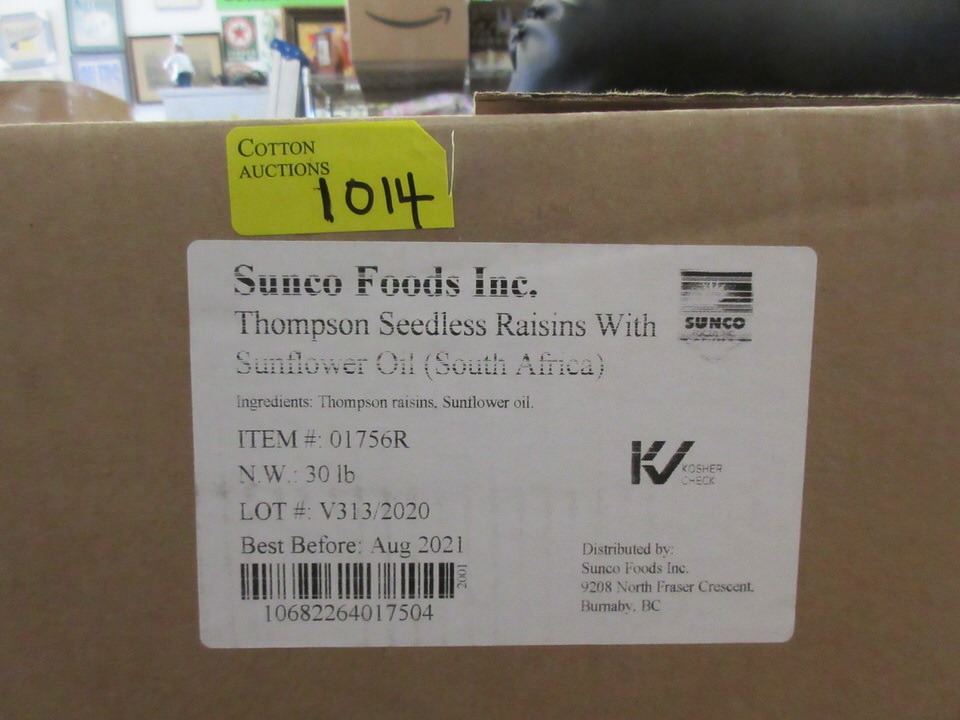 COTTON
AUCTIONS
1014
Sunco Foods Inc.
Thompson Seedless Raisins With
Sunflower Oil (South Africa)
SUNCO
Ingredients: Thompson raisins, Sunflower oil.
ITEM #: 01756R
N.W.: 30 lb
LOT #: V313/2020
Best Before: Aug 2021
2001
10682264017504
KV
KOSHER
CHECK
Distributed by:
Sunco Foods Inc.
9208 North Fraser Crescent,
Burnaby, BC